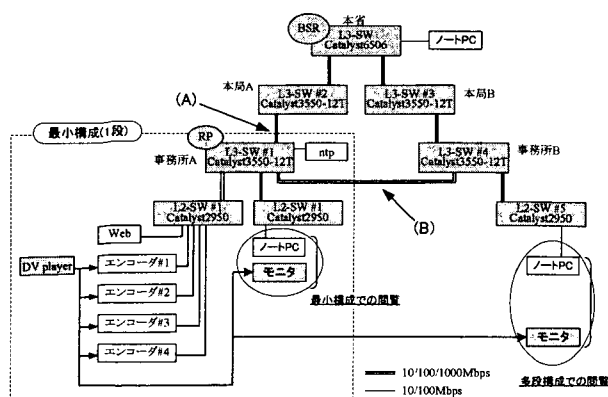 本省
BSR
L3-SW
Catalyst6506
ノートPC
本局A
L3-SW #2
Catalyst3550-12T
L3-SW #3
Catalyst3550-12T
本局B
(A)
最小構成(1段)
RP
事務所A
L3-SW #1
Catalyst3550-12T
ntp
L3-SW #4
Catalyst3550-12T
事務所B
(B)
L2-SW #1
Catalyst2950
L2-SW #1
Catalyst2950
L2-SW #5
Catalyst2950
Web
ノートPC
モニタ
最小構成での閲覧
DV player
エンコーダ#1
エンコーダ#2
エンコーダ#3
エンコーダ#4
ノートPC
モニタ
多段構成での閲覧
10/100/1000Mbps
10/100Mbps